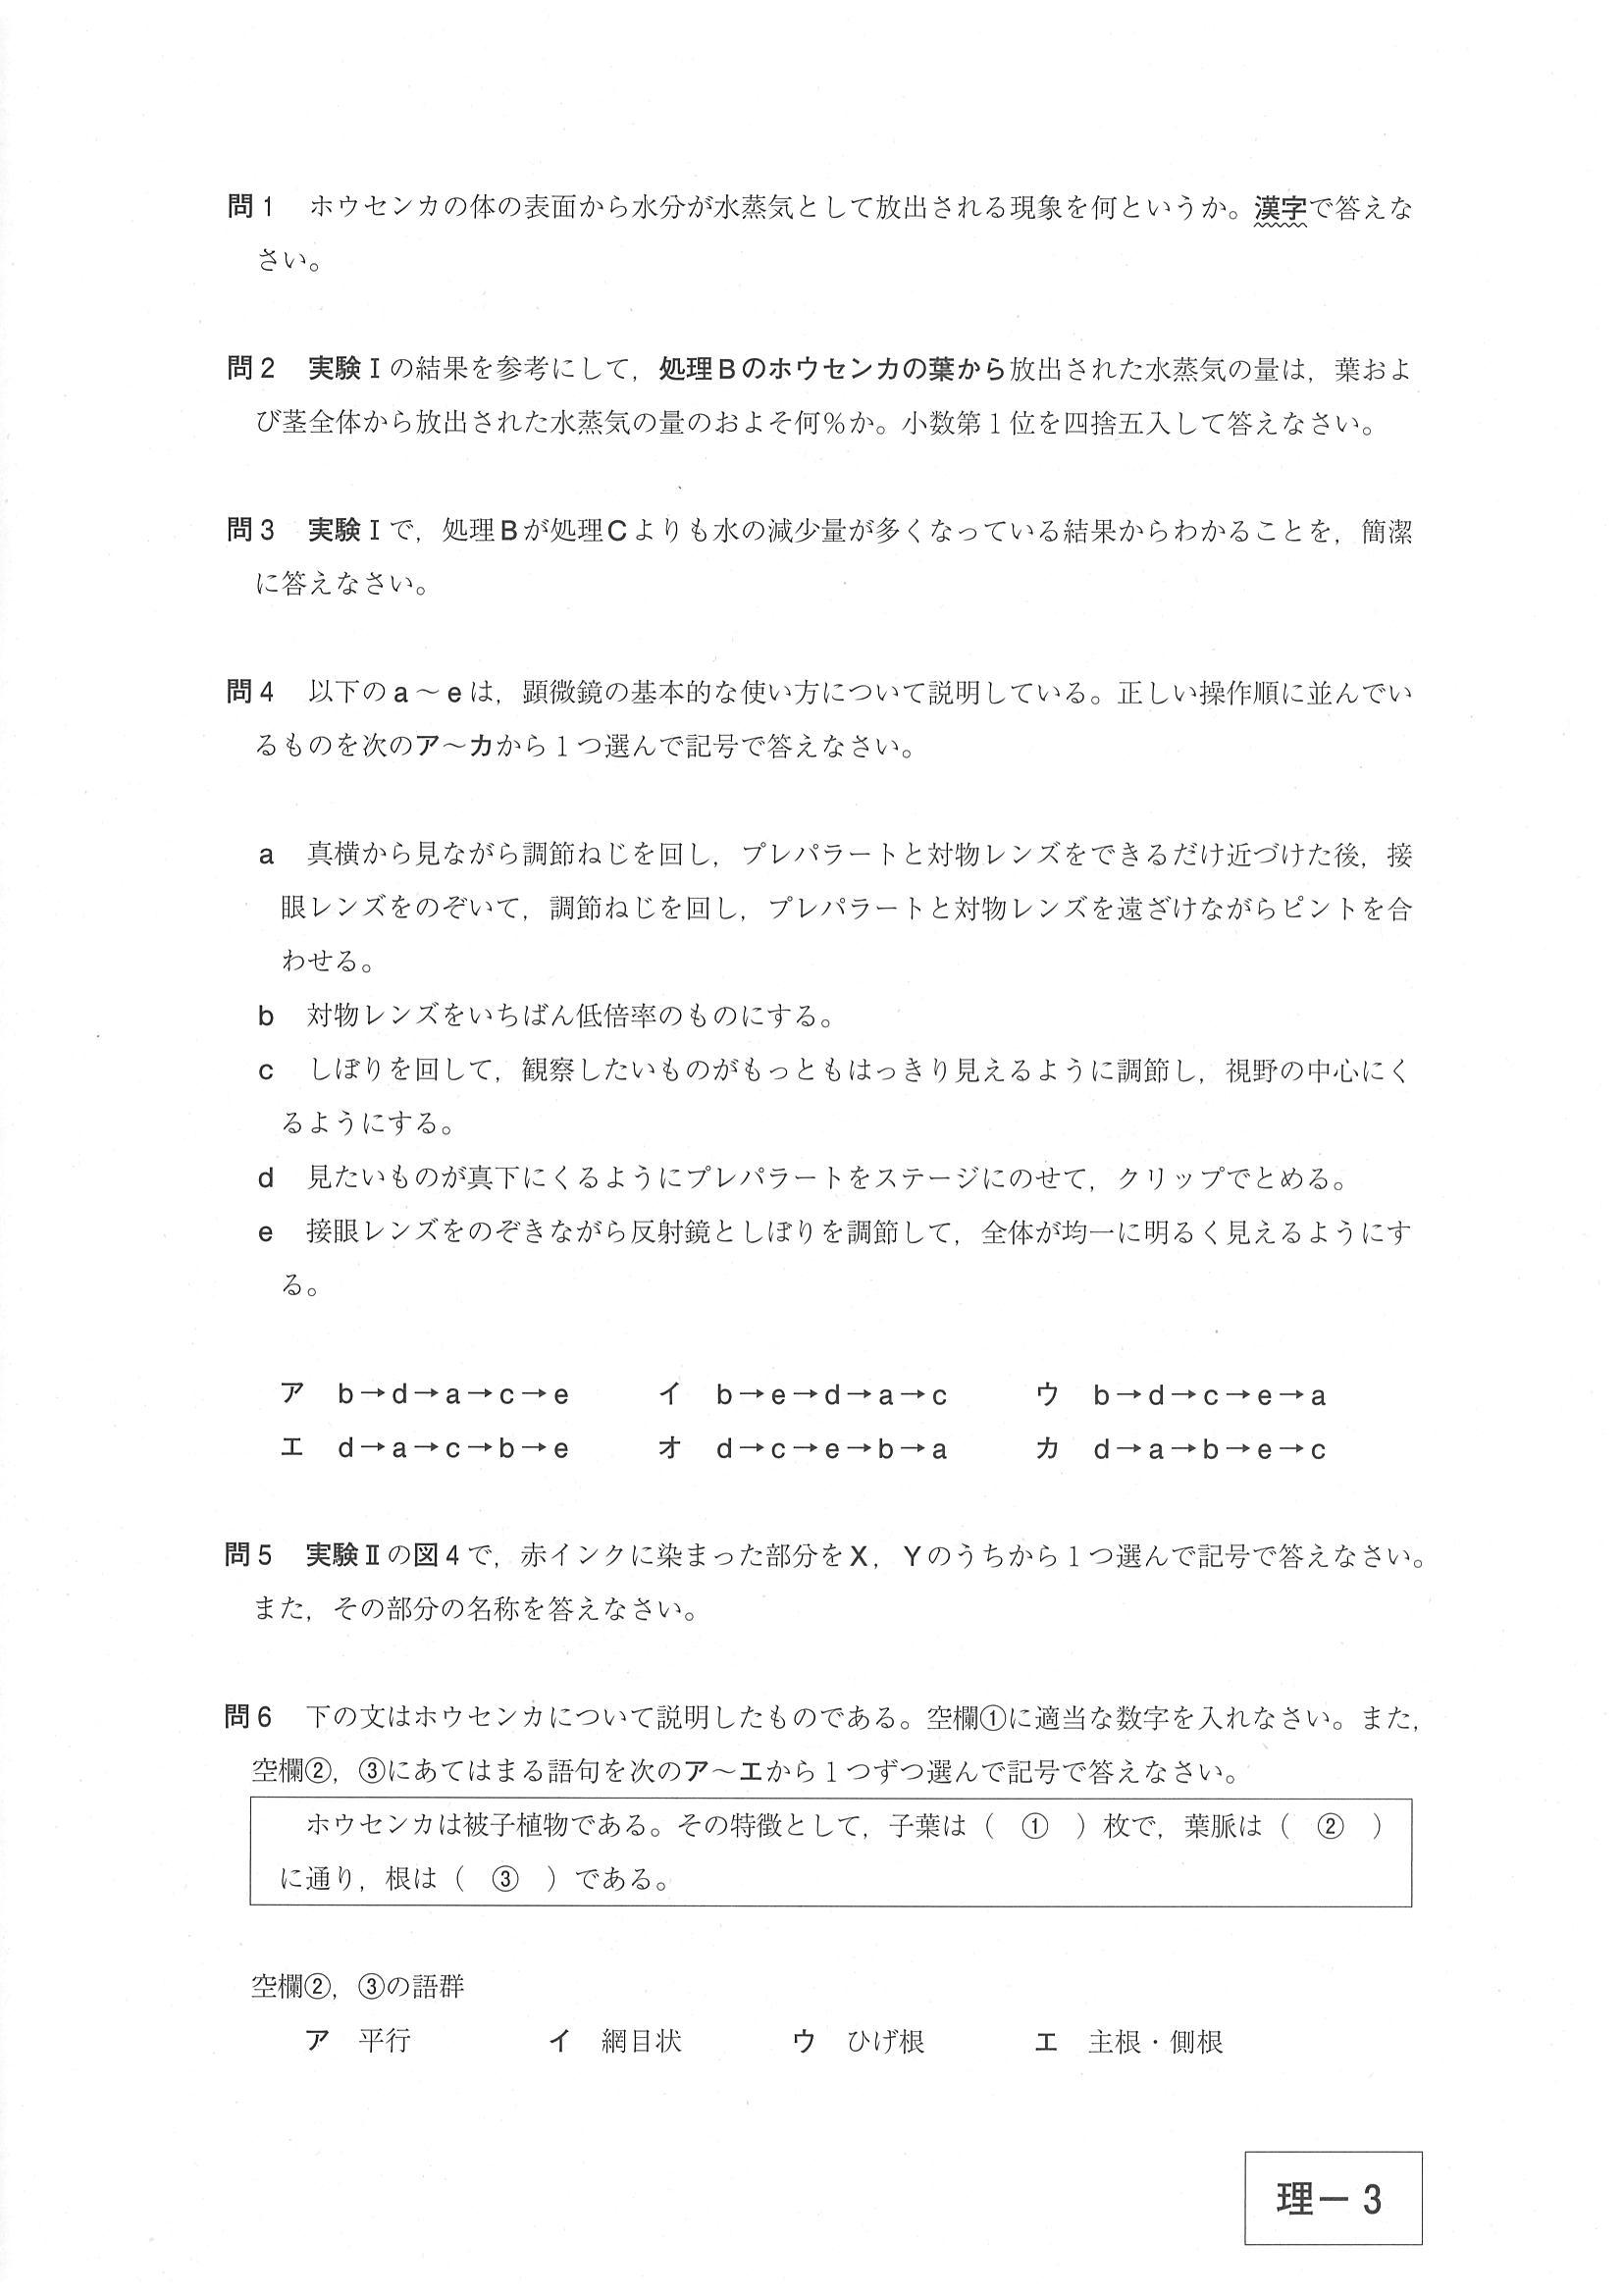 問1　ホウセンカの体の表面から水分が水蒸気として放出される現象を何というか。漢字で答えな
さい。
問2　実験Ⅰの結果を参考にして，処理Bのホウセンカの葉から放出された水蒸気の量は，葉およ
び茎全体から放出された水蒸気の量のおよそ何％か。小数第1位を四捨五入して答えなさい。
問3　実験Ⅰで，処理Bが処理Cよりも水の減少量が多くなっている結果からわかることを，簡潔
に答えなさい。
問4　以下のa～eは，顕微鏡の基本的な使い方について説明している。正しい操作順に並んでい
るものを次のア～カから1つ選んで記号で答えなさい。
a　真横から見ながら調節ねじを回し，プレパラートと対物レンズをできるだけ近づけた後，接
眼レンズをのぞいて，調節ねじを回し，プレパラートと対物レンズを遠ざけながらピントを合
わせる。
b　対物レンズをいちばん低倍率のものにする。
c　しぼりを回して，観察したいものがもっともはっきり見えるように調節し，視野の中心にく
るようにする。
d　見たいものが真下にくるようにプレパラートをステージにのせて，クリップでとめる。
e　接眼レンズをのぞきながら反射鏡としぼりを調節して，全体が均一に明るく見えるようにす
る。
ア　b→d→a→c→e　イ　b→e→d→a→c　ウ　b→d→c→e→a
エ　d→a→c→b→e　オ　d→c→e→b→a　カ　d→a→b→e→c
問5　実験Ⅱの図4で，赤インクに染まった部分をX，Yのうちから1つ選んで記号で答えなさい。
また，その部分の名称を答えなさい。
問6　下の文はホウセンカについて説明したものである。空欄①に適当な数字を入れなさい。また，
空欄②，③にあてはまる語句を次のア～エから1つずつ選んで記号で答えなさい。
ホウセンカは被子植物である。その特徴として，子葉は（　①　）枚で，葉脈は（　②　）
に通り，根は（　③　）である。
空欄②，③の語群
ア　平行　イ　網目状　ウ　ひげ根　エ　主根・側根
理－3